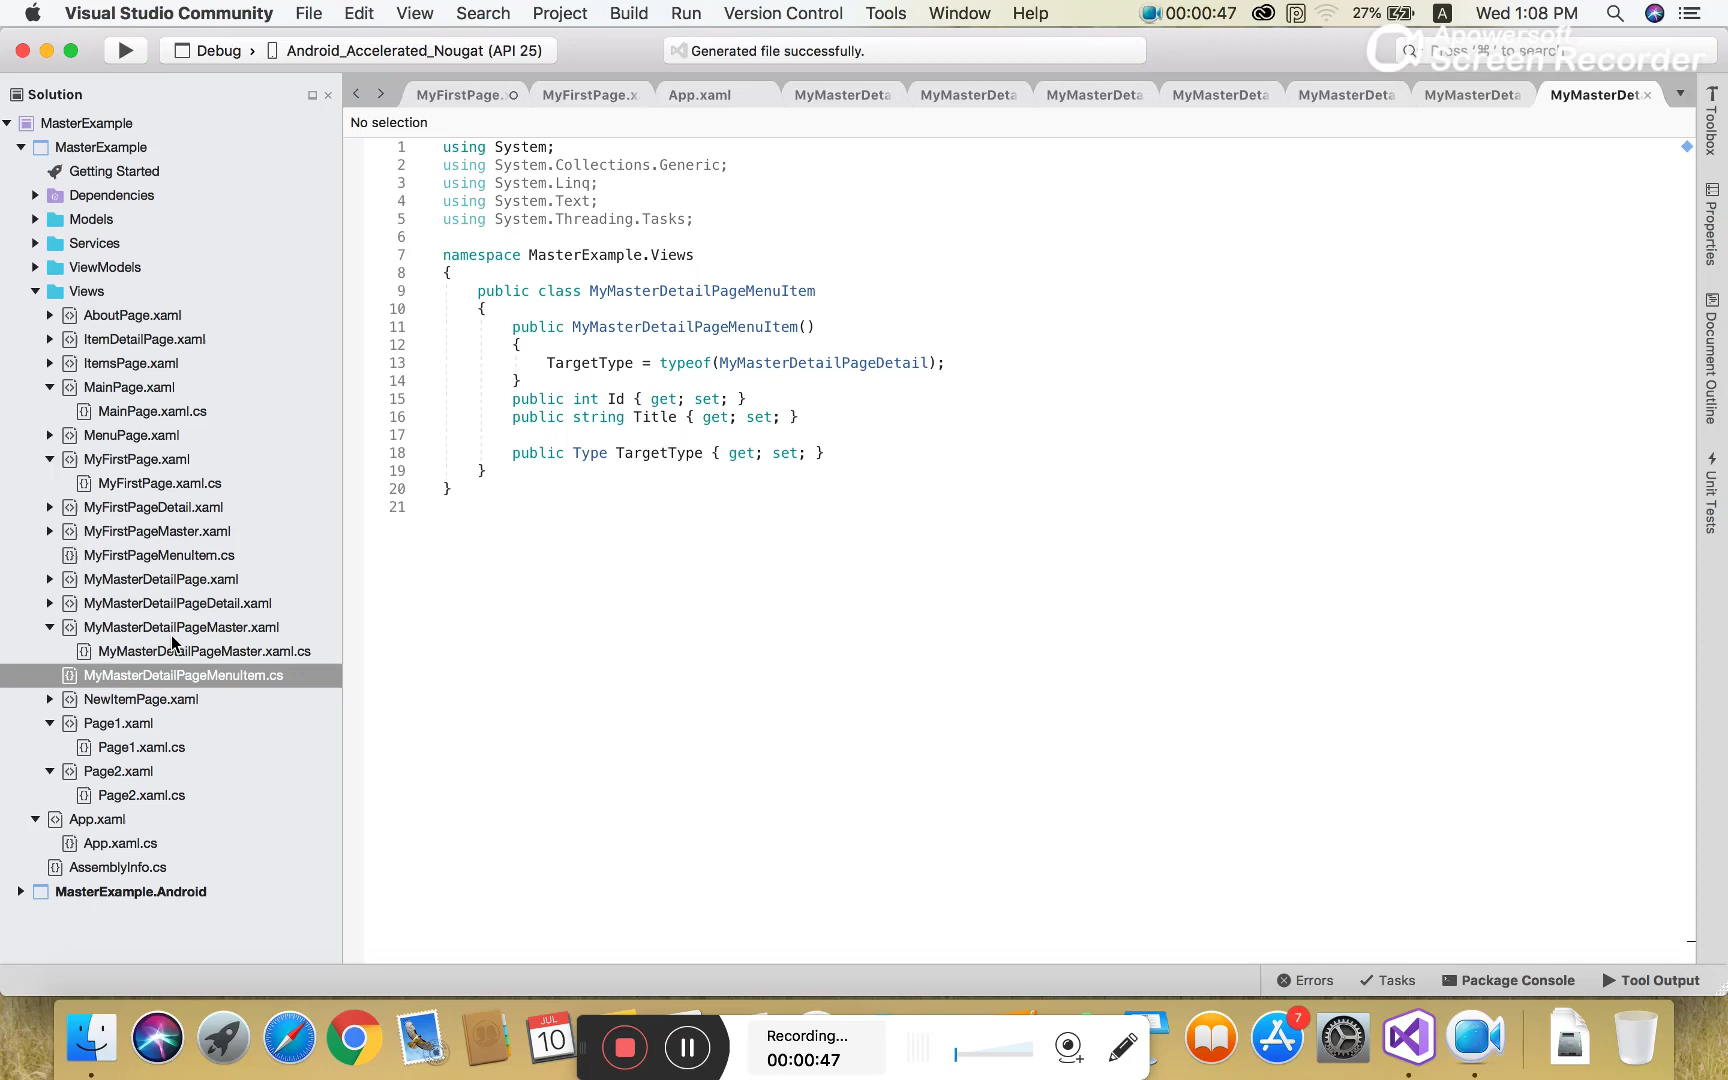 Visual Studio Community File Edit View Search Project Build Run Version Control Tools Window Help 00:00:47 27% A Wed 1:08 PM
Debug › Android_Accelerated_Nougat (API 25) Generated file successfully. Press '⌘.' to search
Apowersoft
Screen Recorder
Solution
MyFirstPage. MyFirstPage.x App.xaml MyMasterDeta MyMasterDeta MyMasterDeta MyMasterDeta MyMasterDeta MyMasterDeta MyMasterDet
No selection
MasterExample
MasterExample
Getting Started
Dependencies
Models
Services
ViewModels
Views
AboutPage.xaml
ItemDetailPage.xaml
ItemsPage.xaml
MainPage.xaml
MainPage.xaml.cs
MenuPage.xaml
MyFirstPage.xaml
MyFirstPage.xaml.cs
MyFirstPageDetail.xaml
MyFirstPageMaster.xaml
MyFirstPageMenuItem.cs
MyMasterDetailPage.xaml
MyMasterDetailPageDetail.xaml
MyMasterDetailPageMaster.xaml
MyMasterDetailPageMaster.xaml.cs
MyMasterDetailPageMenuItem.cs
NewItemPage.xaml
Page1.xaml
Page1.xaml.cs
Page2.xaml
Page2.xaml.cs
App.xaml
App.xaml.cs
AssemblyInfo.cs
MasterExample.Android
1 using System;
2 using System.Collections.Generic;
3 using System.Linq;
4 using System.Text;
5 using System.Threading.Tasks;
6
7 namespace MasterExample.Views
8 {
9 public class MyMasterDetailPageMenuItem
10 {
11 public MyMasterDetailPageMenuItem()
12 {
13 TargetType = typeof(MyMasterDetailPageDetail);
14 }
15 public int Id { get; set; }
16 public string Title { get; set; }
17
18 public Type TargetType { get; set; }
19 }
20 }
21
Toolbox
Properties
Document Outline
Unit Tests
Errors Tasks Package Console Tool Output
JUL
10
Recording...
00:00:47
7